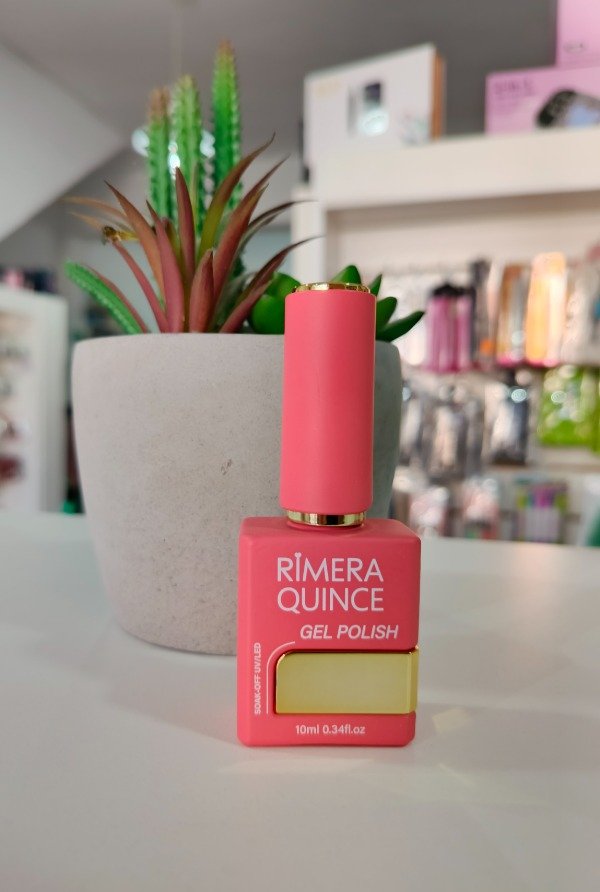 RIMERA
QUINCE
GEL POLISH
SOAK-OFF UV/LED
10ml 0.34fl.oz